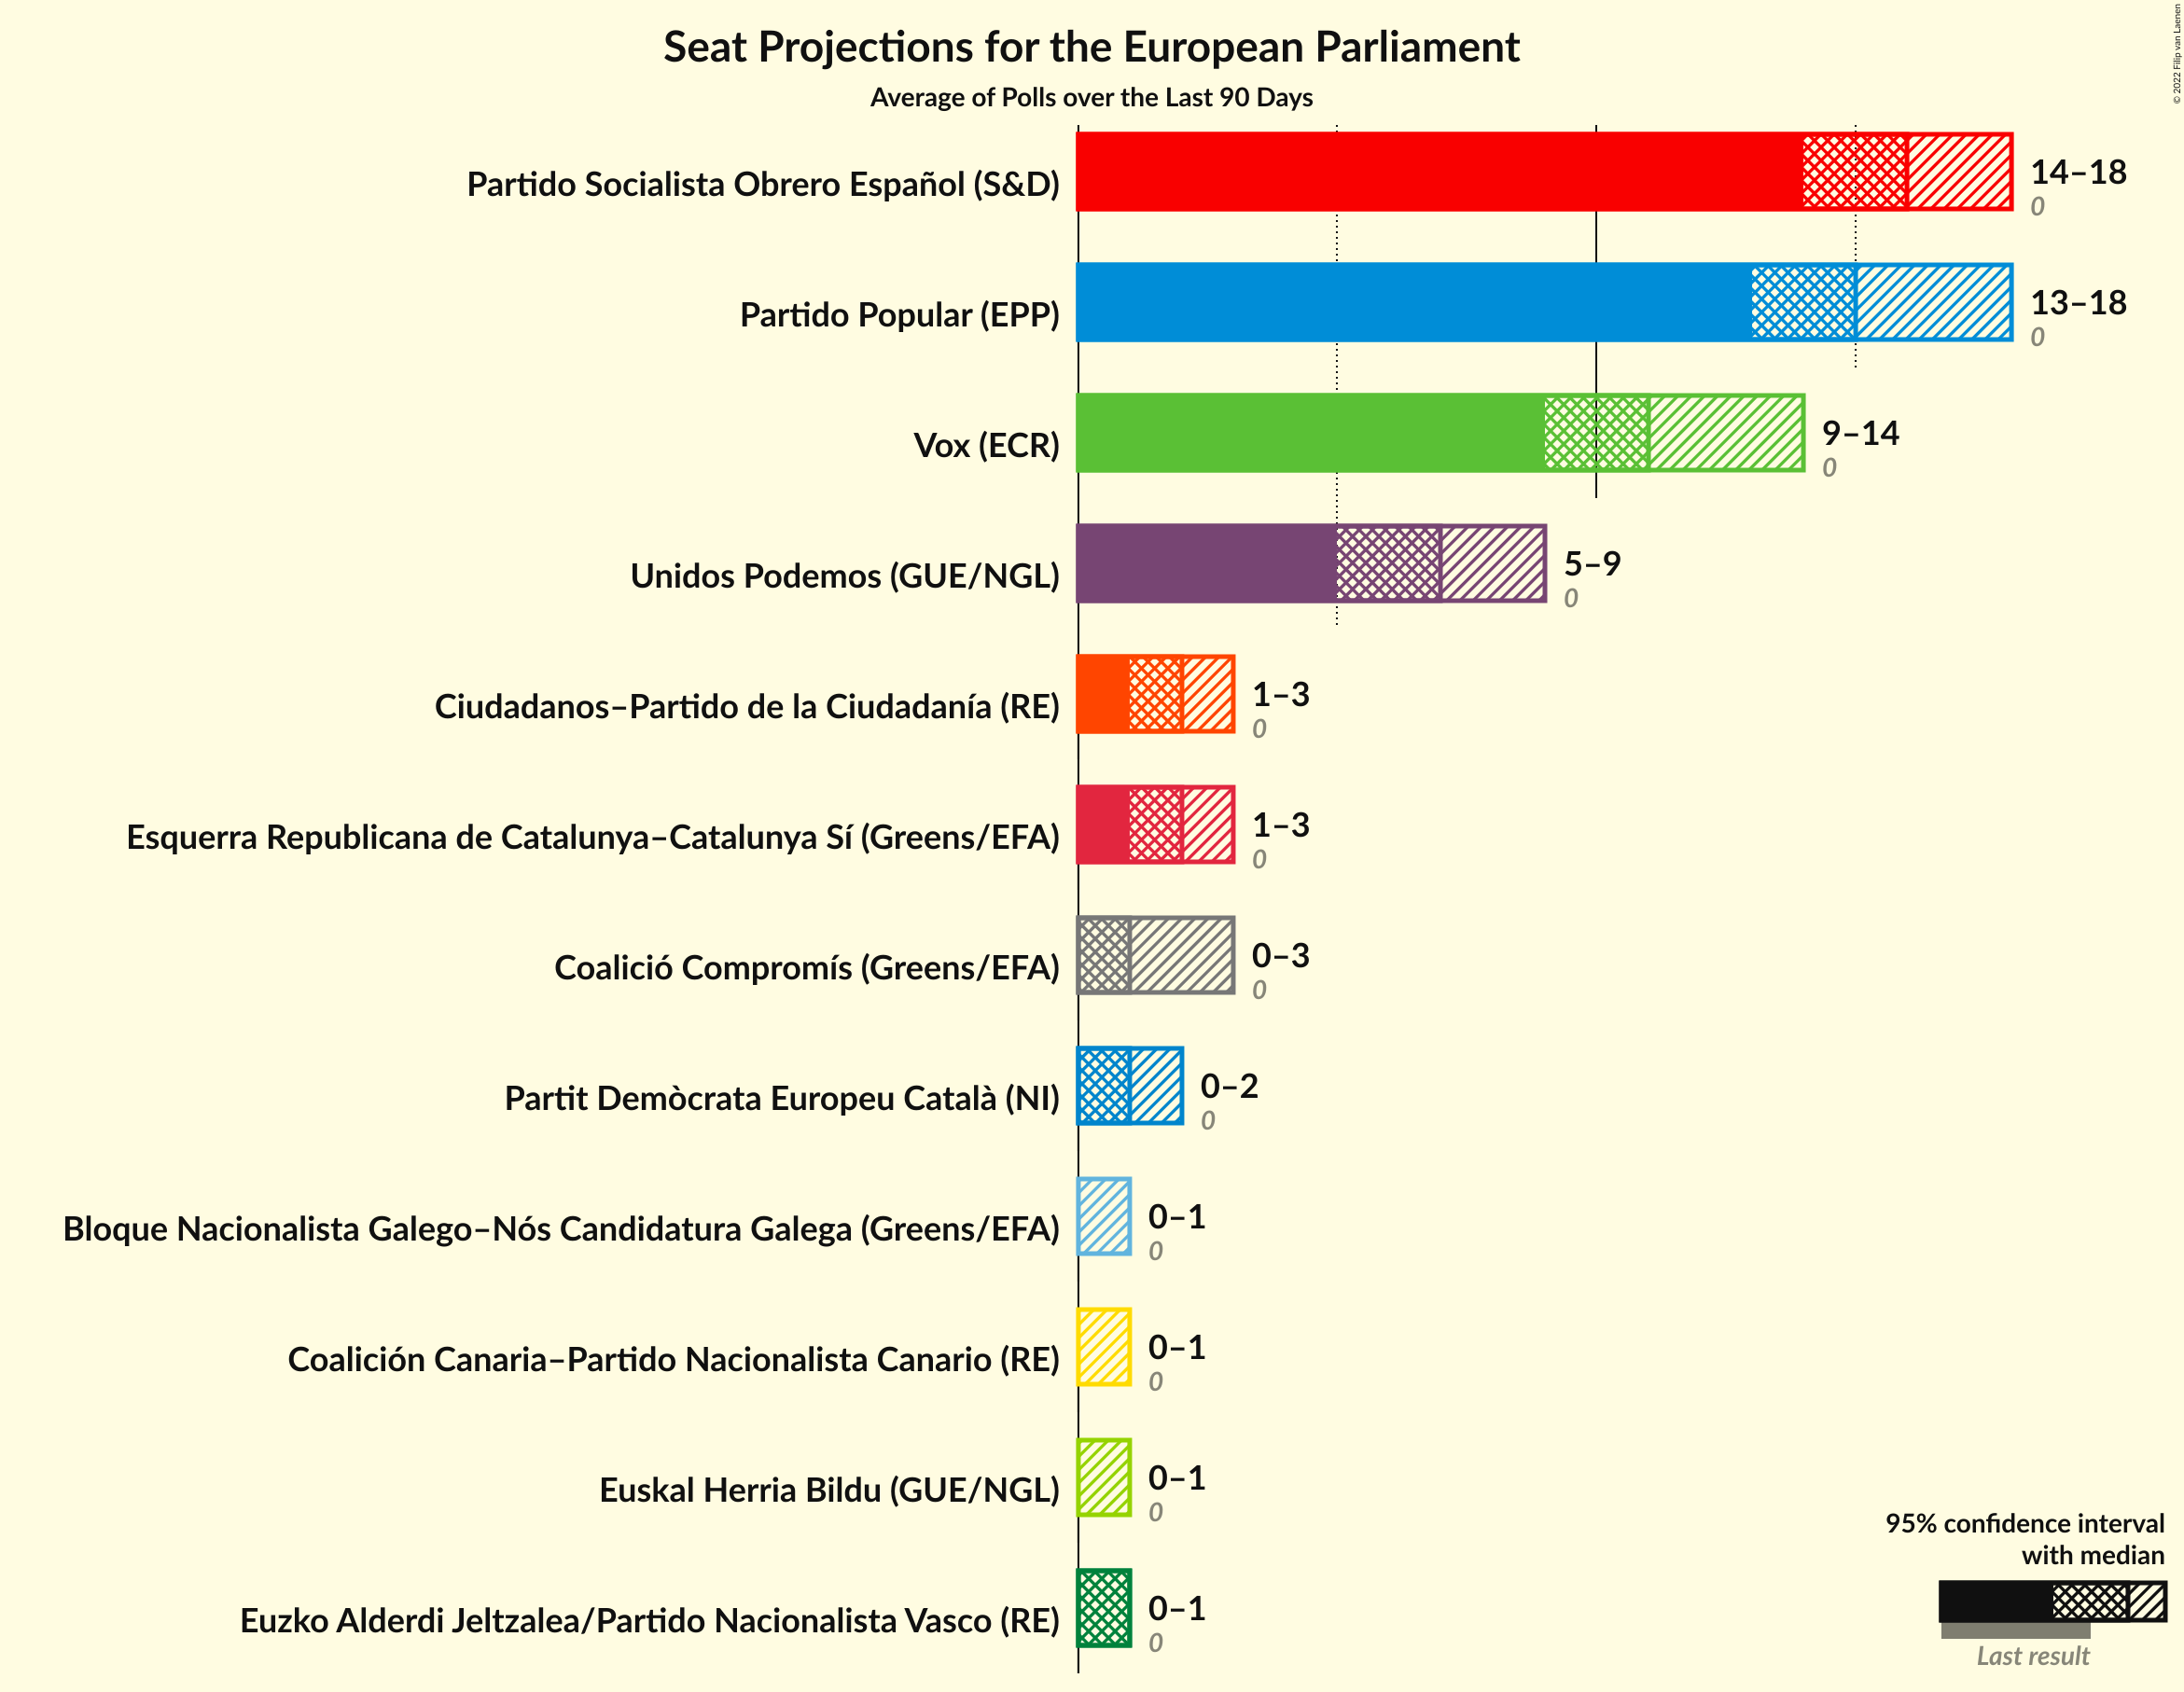 © 2022 Filip van Laenen
Seat Projections for the European Parliament
Average of Polls over the Last 90 Days
Partido Socialista Obrero Español (S&D)
14–18
0
Partido Popular (EPP)
13–18
0
Vox (ECR)
9–14
0
Unidos Podemos (GUE/NGL)
5–9
0
Ciudadanos–Partido de la Ciudadanía (RE)
1–3
0
Esquerra Republicana de Catalunya–Catalunya Sí (Greens/EFA)
1–3
0
Coalició Compromís (Greens/EFA)
0–3
0
Partit Demòcrata Europeu Català (NI)
0–2
0
Bloque Nacionalista Galego–Nós Candidatura Galega (Greens/EFA)
0–1
0
Coalición Canaria–Partido Nacionalista Canario (RE)
0–1
0
Euskal Herria Bildu (GUE/NGL)
0–1
0
Euzko Alderdi Jeltzalea/Partido Nacionalista Vasco (RE)
0–1
0
95% confidence interval
with median
Last result